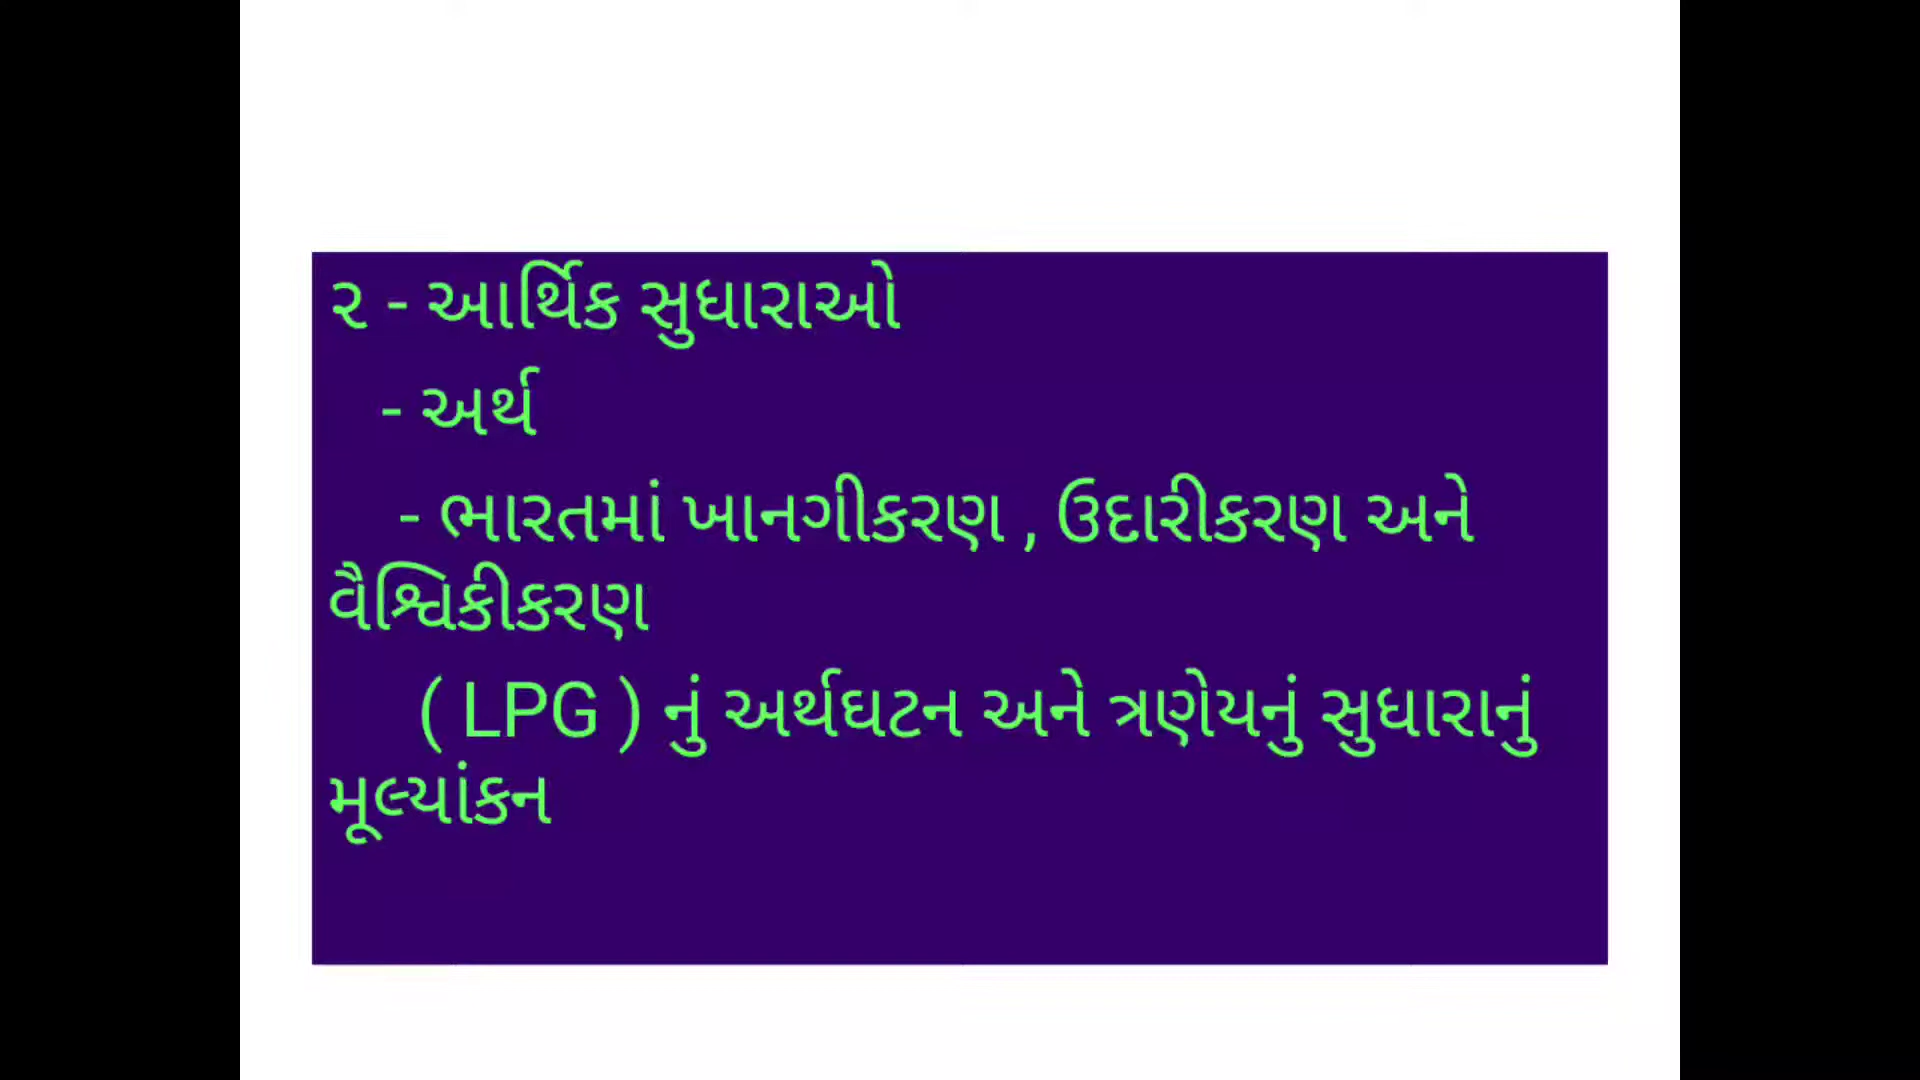 ૨ - આર્થિક સુધારાઓ
- અર્થ
- ભારતમાં ખાનગીકરણ , ઉદારીકરણ અને
વૈશ્વિકીકરણ
( LPG ) નું અર્થઘટન અને ત્રણેયનું સુધારાનું
મૂલ્યાંકન